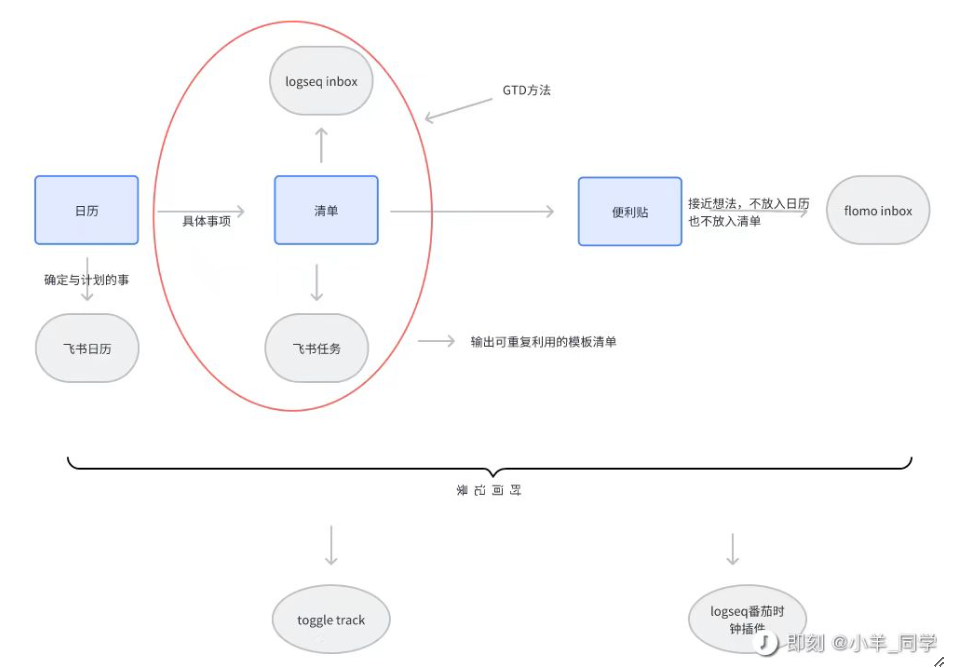 logseq inbox
GTD方法
日历
具体事项
清单
便利贴
接近想法，不放入日历
也不放入清单
flomo inbox
确定与计划的事
飞书日历
飞书任务
输出可重复利用的模板清单
时间记录
toggle track
logseq番茄时
钟插件
即刻 @小羊_同学